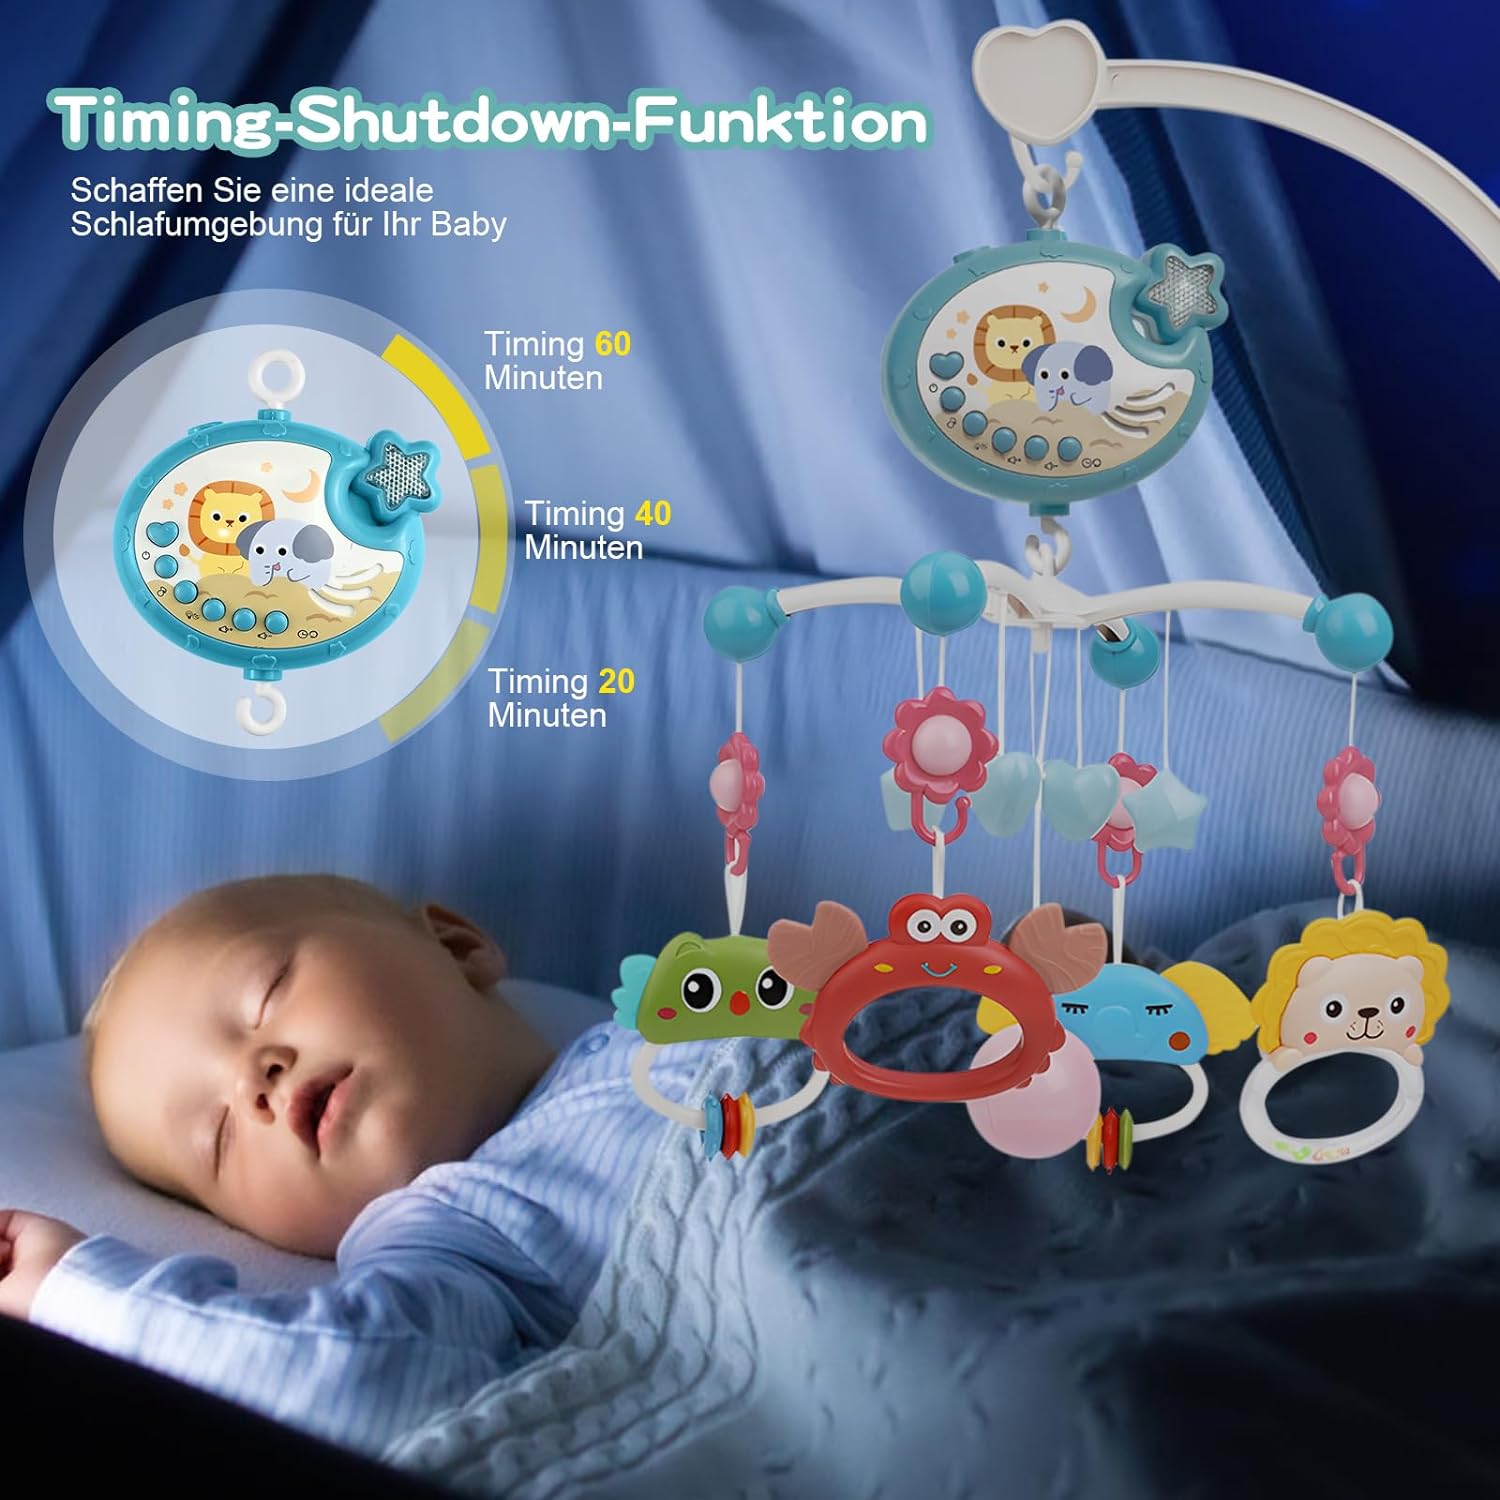 Timing-Shutdown-Funktion
Schaffen Sie eine ideale
Schlafumgebung für Ihr Baby
Timing 60
Minuten
Timing 40
Minuten
Timing 20
Minuten